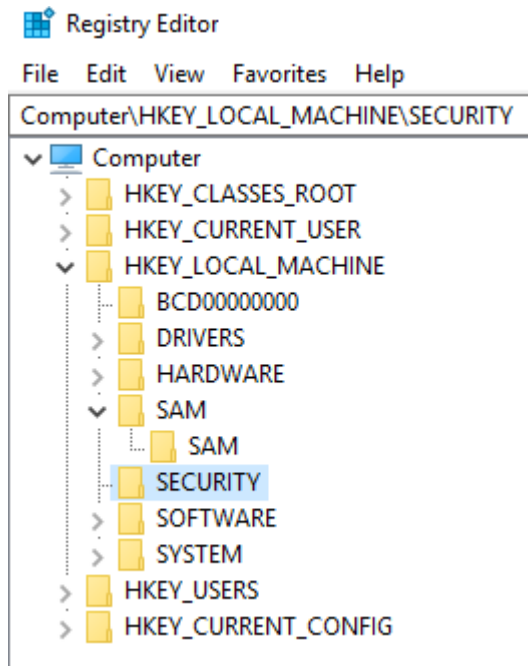 Registry Editor
File Edit View Favorites Help
Computer\HKEY_LOCAL_MACHINE\SECURITY
Computer
HKEY_CLASSES_ROOT
HKEY_CURRENT_USER
HKEY_LOCAL_MACHINE
BCD00000000
DRIVERS
HARDWARE
SAM
SAM
SECURITY
SOFTWARE
SYSTEM
HKEY_USERS
HKEY_CURRENT_CONFIG